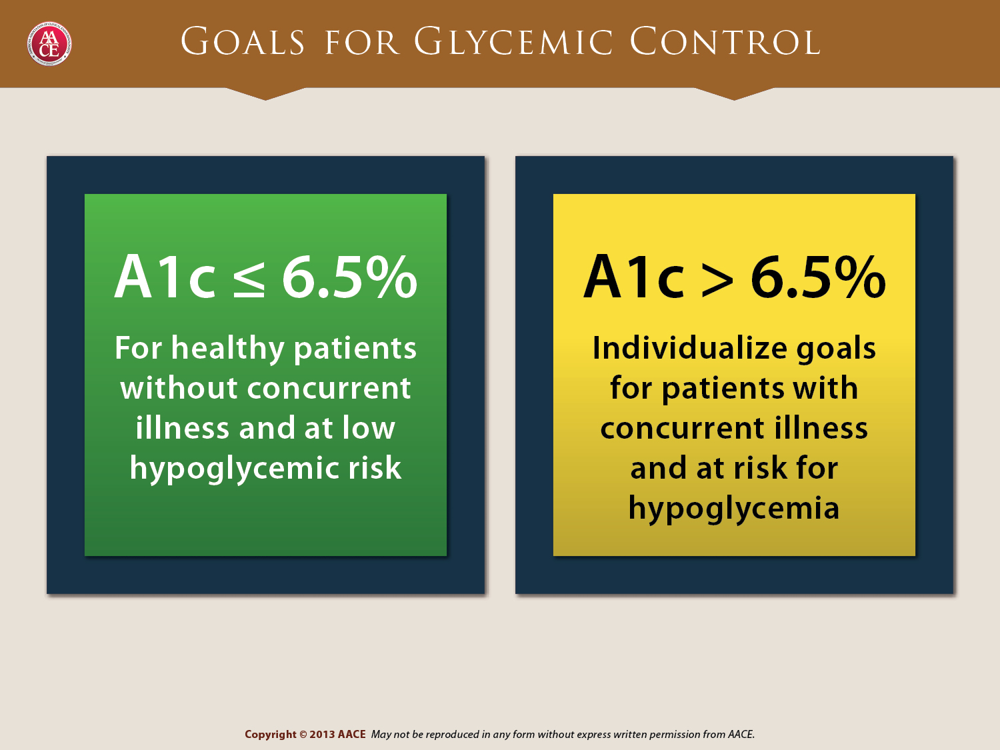 AACE
GOALS FOR GLYCEMIC CONTROL
A1c ≤ 6.5%
For healthy patients
without concurrent
illness and at low
hypoglycemic risk
A1c > 6.5%
Individualize goals
for patients with
concurrent illness
and at risk for
hypoglycemia
Copyright © 2013 AACE May not be reproduced in any form without express written permission from AACE.